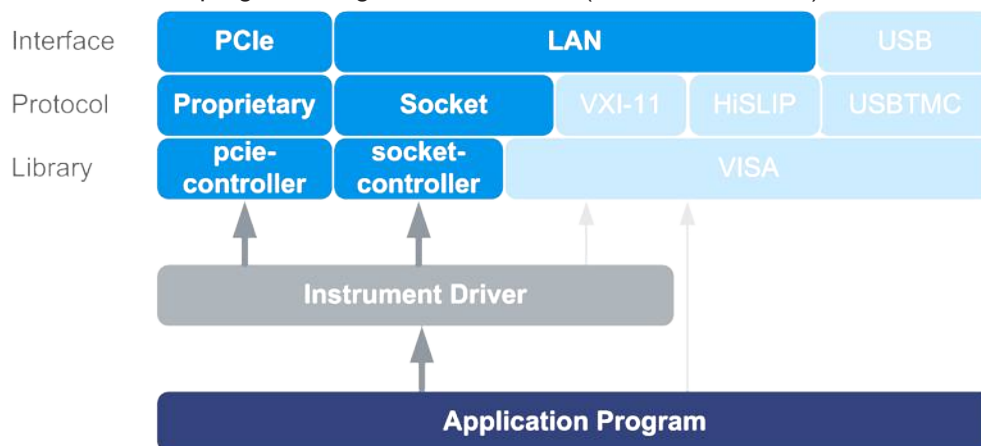 Interface PCIe LAN USB
Protocol Proprietary Socket VXI-11 HiSLIP USBTMC
Library pcie-controller socket-controller VISA
Instrument Driver
Application Program